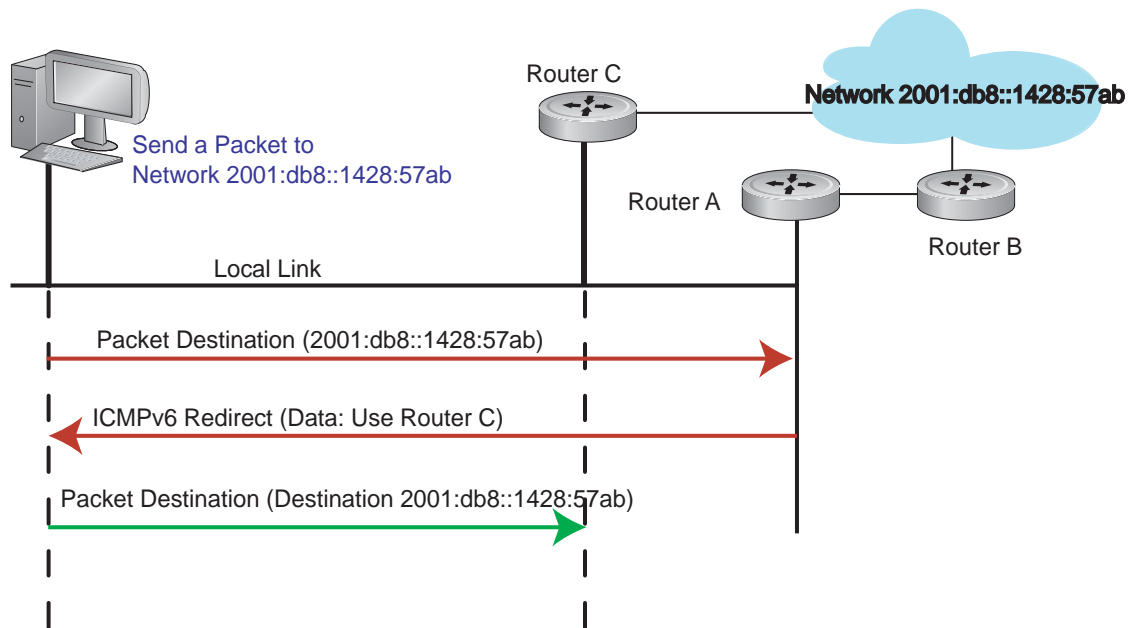 Router C
Network 2001:db8::1428:57ab
Send a Packet to
Network 2001:db8::1428:57ab
Router A
Router B
Local Link
Packet Destination (2001:db8::1428:57ab)
ICMPv6 Redirect (Data: Use Router C)
Packet Destination (Destination 2001:db8::1428:57ab)